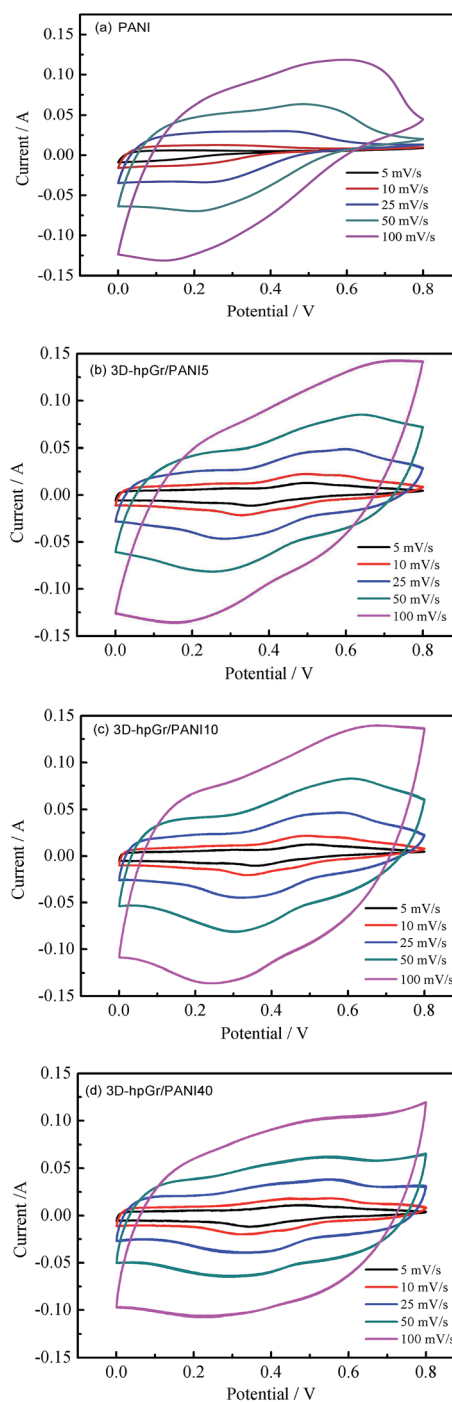 (a) PANI
0.15
0.10
0.05
0.00
-0.05
-0.10
-0.15
Current / A
5 mV/s
10 mV/s
25 mV/s
50 mV/s
100 mV/s
0.0 0.2 0.4 0.6 0.8
Potential / V
(b) 3D-hpGr/PANI5
0.15
0.10
0.05
0.00
-0.05
-0.10
-0.15
Current / A
5 mV/s
10 mV/s
25 mV/s
50 mV/s
100 mV/s
0.0 0.2 0.4 0.6 0.8
Potential / V
(c) 3D-hpGr/PANI10
0.15
0.10
0.05
0.00
-0.05
-0.10
-0.15
Current / A
5 mV/s
10 mV/s
25 mV/s
50 mV/s
100 mV/s
0.0 0.2 0.4 0.6 0.8
Potential / V
(d) 3D-hpGr/PANI40
0.15
0.10
0.05
0.00
-0.05
-0.10
-0.15
Current /A
5 mV/s
10 mV/s
25 mV/s
50 mV/s
100 mV/s
0.0 0.2 0.4 0.6 0.8
Potential / V